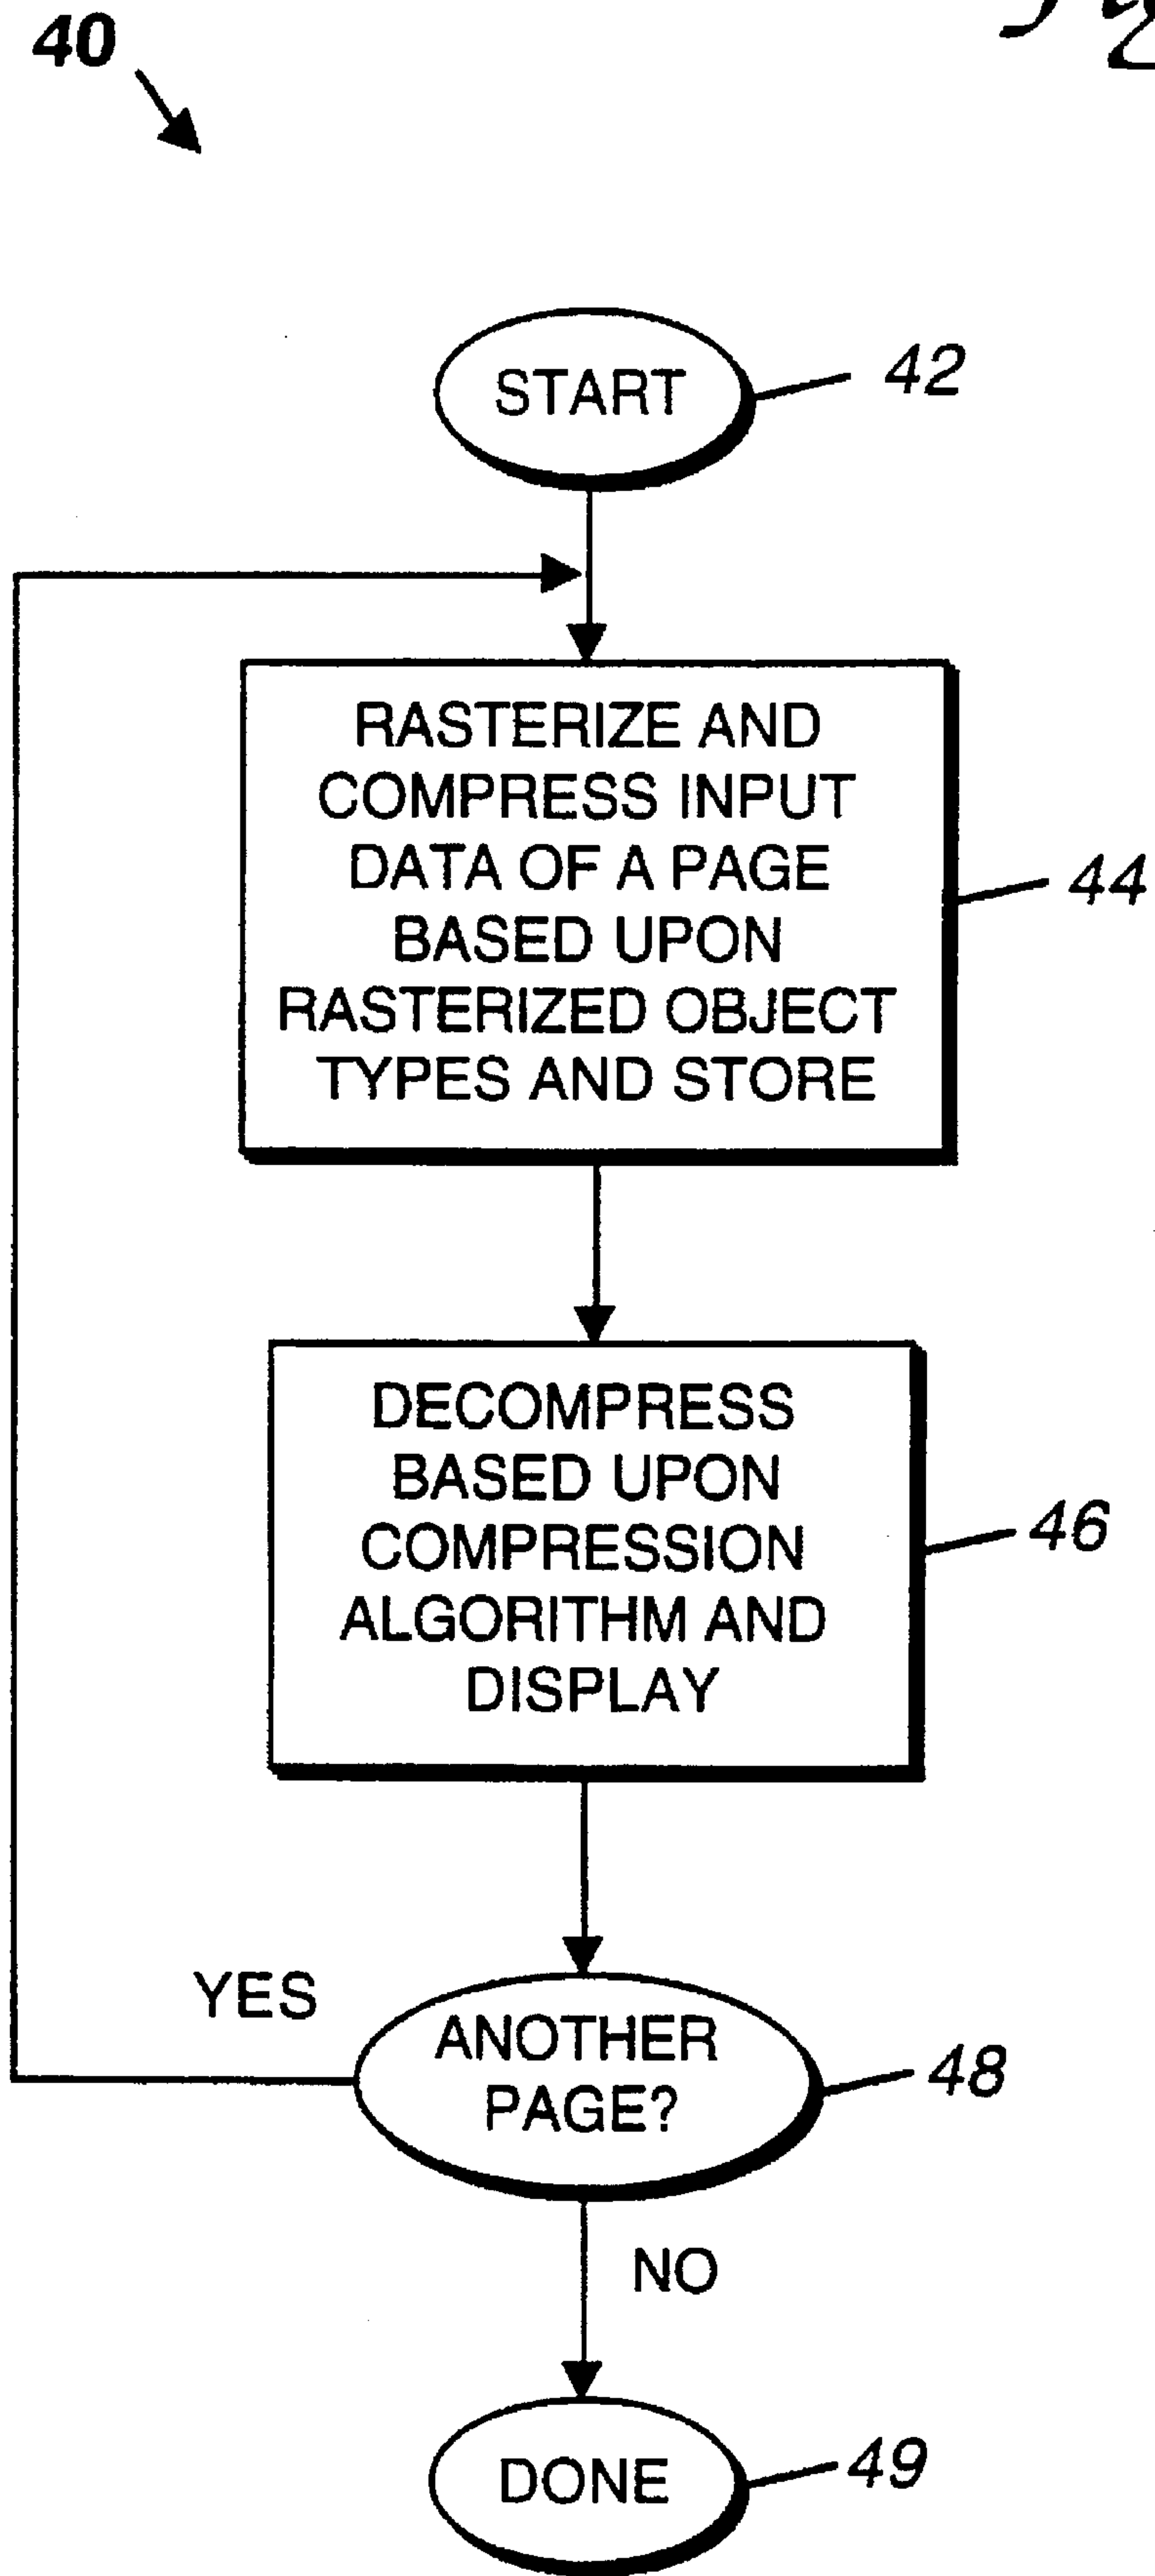 40
START
42
RASTERIZE AND
COMPRESS INPUT
DATA OF A PAGE
BASED UPON
RASTERIZED OBJECT
TYPES AND STORE
44
DECOMPRESS
BASED UPON
COMPRESSION
ALGORITHM AND
DISPLAY
46
YES
ANOTHER
PAGE?
48
NO
DONE
49